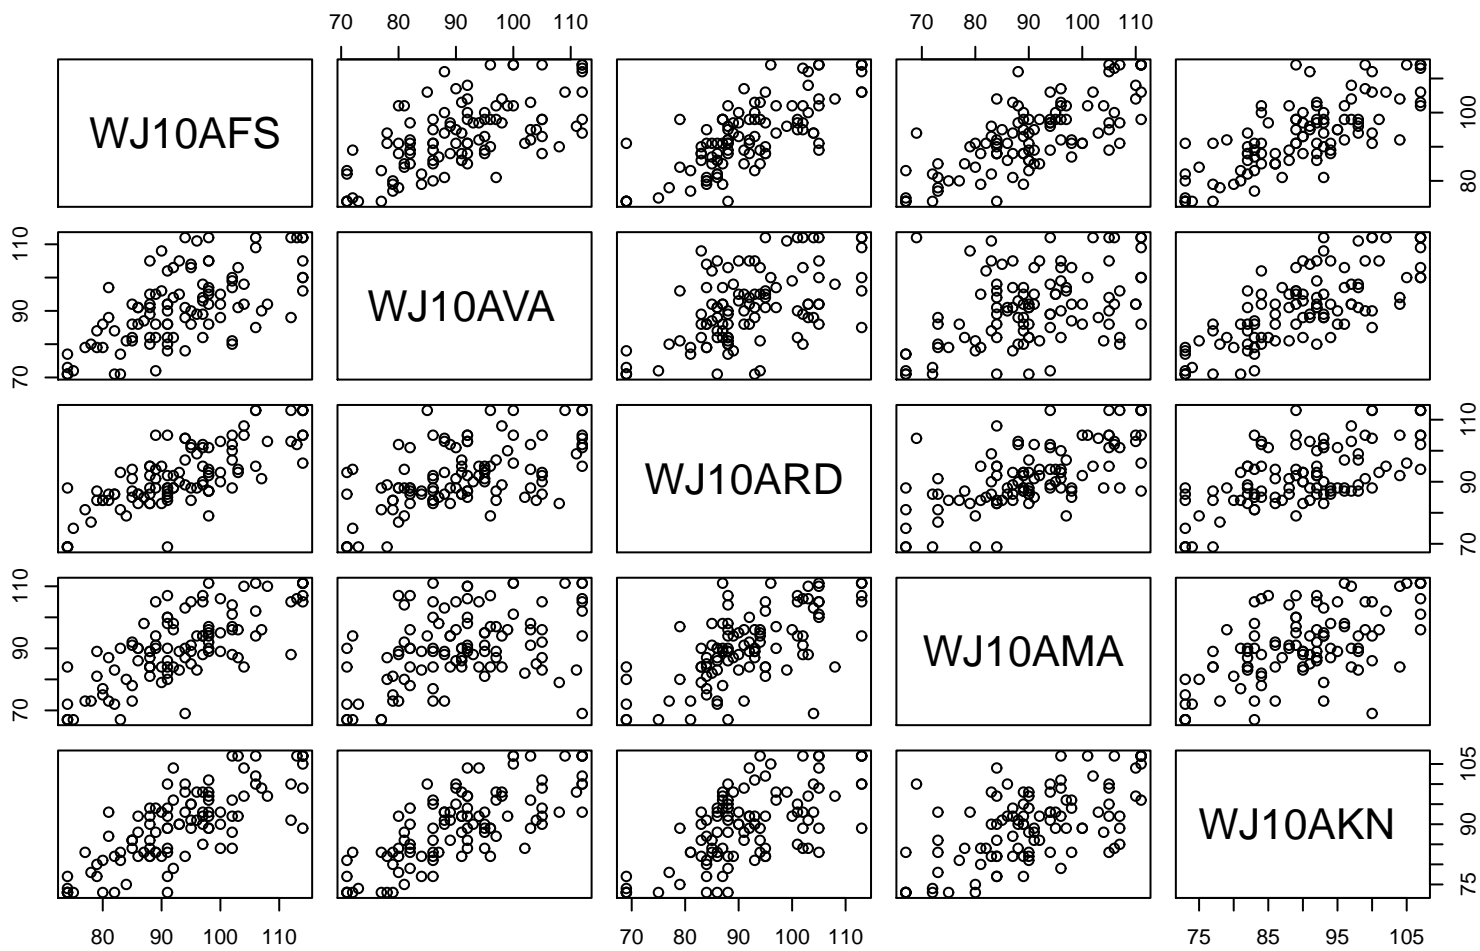 70 80 90 100 110 70 80 90 100 110
WJ10AFS 80 100
70 90 110 WJ10AVA
WJ10ARD 70 90 110
70 90 110 WJ10AMA
WJ10AKN 75 90 105
80 90 100 110 70 80 90 100 110 75 85 95 105